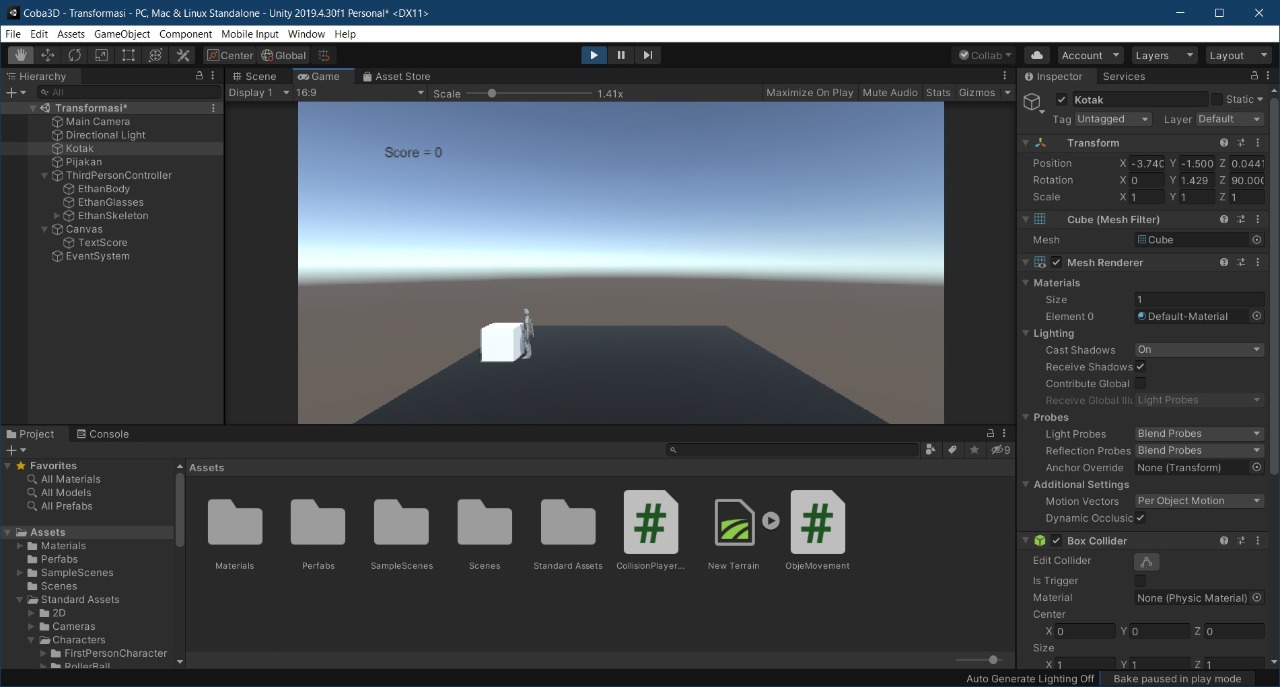 Coba3D - Transformasi - PC, Mac & Linux Standalone - Unity 2019.4.30f1 Personal* <DX11>
File Edit Assets GameObject Component Mobile Input Window Help
Center Global Collab Account Layers Layout
Hierarchy
All
Transformasi*
Main Camera
Directional Light
Kotak
Pijakan
ThirdPersonController
EthanBody
EthanGlasses
EthanSkeleton
Canvas
TextScore
EventSystem
Scene Game Asset Store
Display 1 16:9 Scale 1.41x Maximize On Play Mute Audio Stats Gizmos
Score = 0
Inspector Services
Kotak Static
Tag Untagged Layer Default
Transform
Position X -3.740 Y -1.500 Z 0.0441
Rotation X 0 Y 1.429 Z 90.000
Scale X 1 Y 1 Z 1
Cube (Mesh Filter)
Mesh Cube
Mesh Renderer
Materials
Size 1
Element 0 Default-Material
Lighting
Cast Shadows On
Receive Shadows
Contribute Global
Receive Global Illu Light Probes
Probes
Light Probes Blend Probes
Reflection Probes Blend Probes
Anchor Override None (Transform)
Additional Settings
Motion Vectors Per Object Motion
Dynamic Occlusic
Box Collider
Edit Collider
Is Trigger
Material None (Physic Material)
Center
X 0 Y 0 Z 0
Size
X 1 Y 1 Z 1
Project Console
9
Favorites
All Materials
All Models
All Prefabs
Assets
Materials
Perfabs
SampleScenes
Scenes
Standard Assets
2D
Cameras
Characters
FirstPersonCharacter
RollerBall
Assets
Materials Perfabs SampleScenes Scenes Standard Assets CollisionPlayer... New Terrain ObjeMovement
Auto Generate Lighting Off Bake paused in play mode